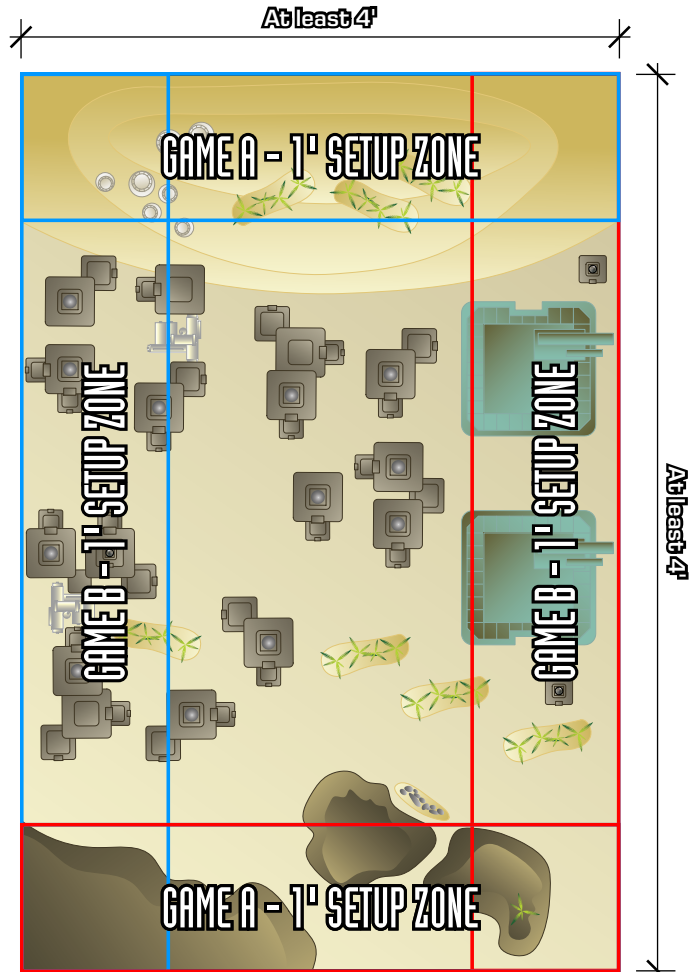 At least 4'
GAME A - 1' SETUP ZONE
GAME B - 1' SETUP ZONE
GAME B - 1' SETUP ZONE
At least 4'
GAME A - 1' SETUP ZONE